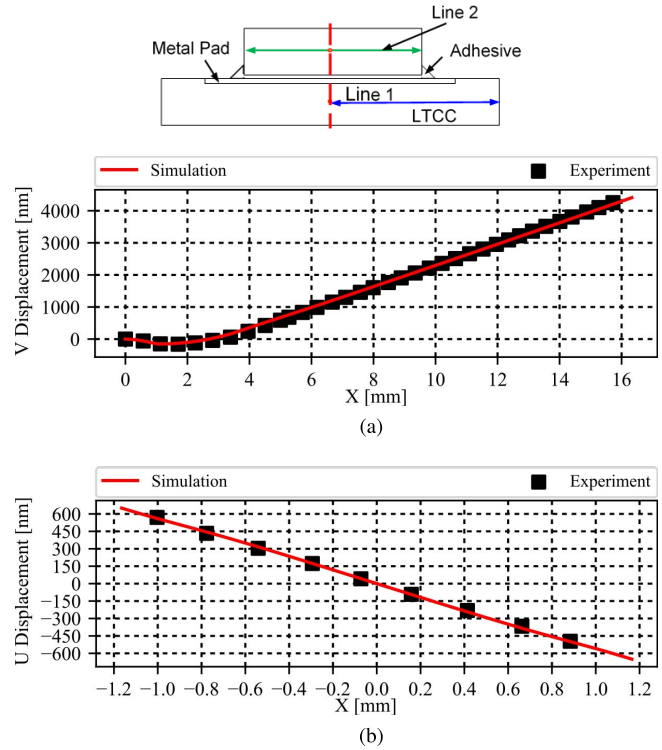 Line 2
Metal Pad
Adhesive
Line 1
LTCC
Simulation
Experiment
V Displacement [nm]
4000
3000
2000
1000
0
0 2 4 6 8 10 12 14 16
X [mm]
(a)
Simulation
Experiment
U Displacement [nm]
600
450
300
150
0
−150
−300
−450
−600
−1.2 −1.0 −0.8 −0.6 −0.4 −0.2 0.0 0.2 0.4 0.6 0.8 1.0 1.2
X [mm]
(b)